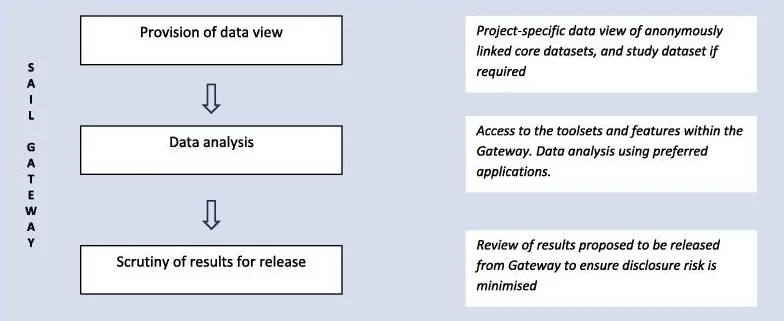 SAIL GATEWAY
Provision of data view
Project-specific data view of anonymously
linked core datasets, and study dataset if
required
Data analysis
Access to the toolsets and features within the
Gateway. Data analysis using preferred
applications.
Scrutiny of results for release
Review of results proposed to be released
from Gateway to ensure disclosure risk is
minimised